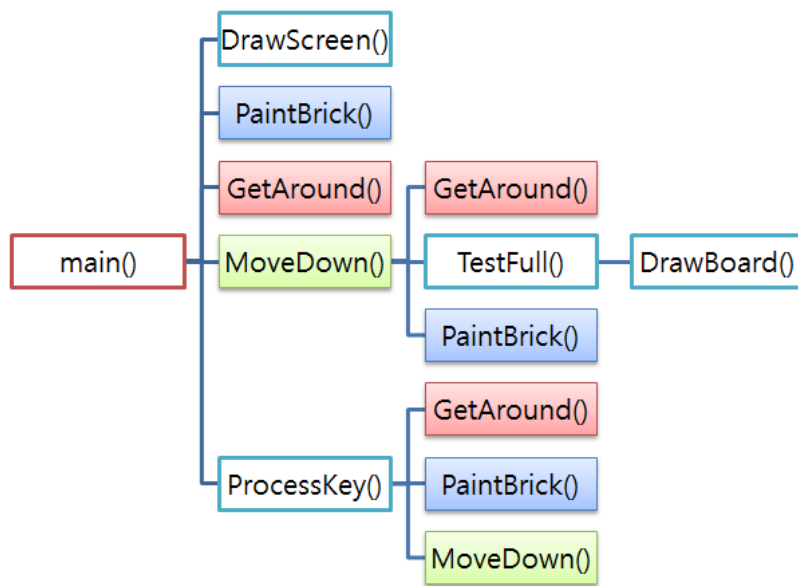 DrawScreen()
PaintBrick()
GetAround()
GetAround()
main()
MoveDown()
TestFull()
DrawBoard()
PaintBrick()
GetAround()
ProcessKey()
PaintBrick()
MoveDown()